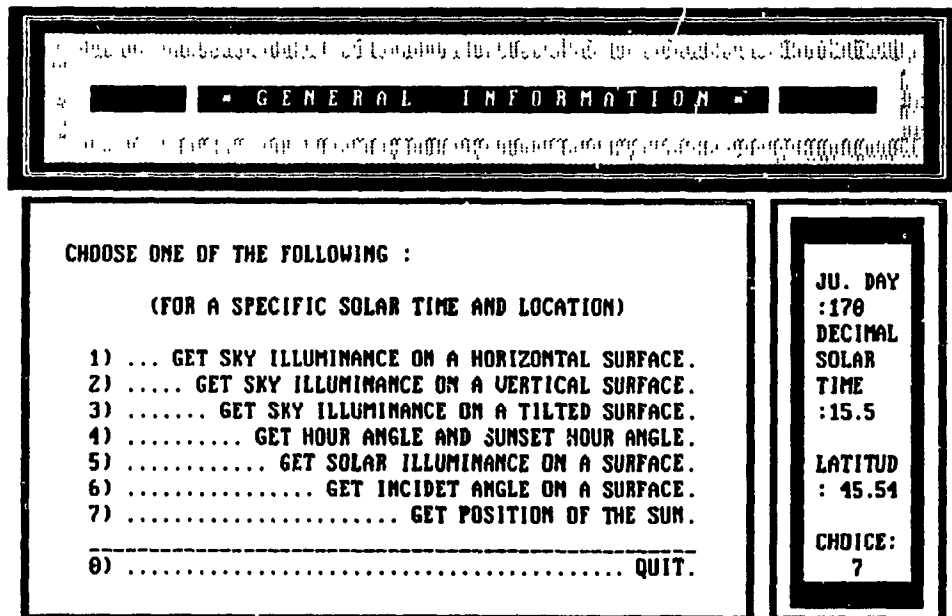 * GENERAL INFORMATION *
CHOOSE ONE OF THE FOLLOWING :
(FOR A SPECIFIC SOLAR TIME AND LOCATION)
1) ... GET SKY ILLUMINANCE ON A HORIZONTAL SURFACE.
2) ..... GET SKY ILLUMINANCE ON A VERTICAL SURFACE.
3) ....... GET SKY ILLUMINANCE ON A TILTED SURFACE.
4) .......... GET HOUR ANGLE AND SUNSET HOUR ANGLE.
5) ............ GET SOLAR ILLUMINANCE ON A SURFACE.
6) ................ GET INCIDET ANGLE ON A SURFACE.
7) ....................... GET POSITION OF THE SUN.
0) .......................................... QUIT.
JU. DAY
:170
DECIMAL
SOLAR
TIME
:15.5
LATITUD
: 45.54
CHOICE:
7